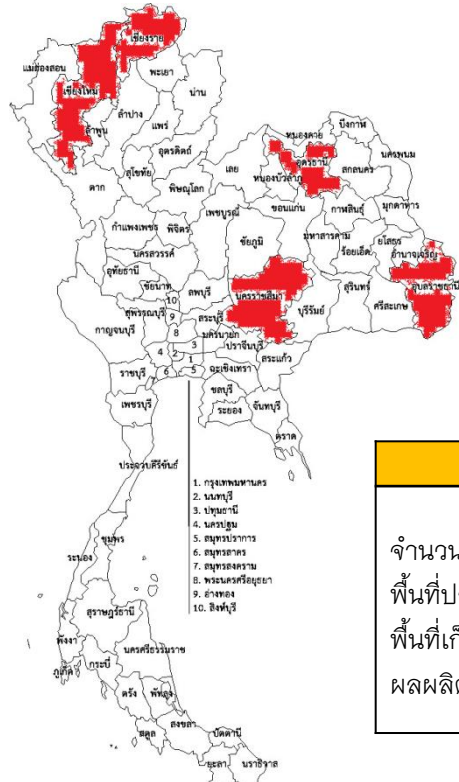 เชียงราย
แม่ฮ่องสอน
พะเยา
เชียงใหม่
น่าน
ลำปาง
ลำพูน
แพร่
บึงกาฬ
หนองคาย
อุตรดิตถ์
เลย
อุดรธานี
นครพนม
สุโขทัย
หนองบัวลำภู
สกลนคร
ตาก
พิษณุโลก
ขอนแก่น
กาฬสินธุ์
มุกดาหาร
เพชรบูรณ์
กำแพงเพชร
พิจิตร
ชัยภูมิ
มหาสารคาม
ยโสธร
ร้อยเอ็ด
อำนาจเจริญ
นครสวรรค์
อุทัยธานี
ชัยนาท
ลพบุรี
นครราชสีมา
บุรีรัมย์
สุรินทร์
ศรีสะเกษ
อุบลราชธานี
10
สุพรรณบุรี
9
สระบุรี
กาญจนบุรี
8
นครนายก
3
ปราจีนบุรี
4
2
1
สระแก้ว
ราชบุรี
6
5
ฉะเชิงเทรา
ชลบุรี
เพชรบุรี
ระยอง
จันทบุรี
ตราด
ประจวบคีรีขันธ์
1. กรุงเทพมหานคร
2. นนทบุรี
3. ปทุมธานี
4. นครปฐม
5. สมุทรปราการ
6. สมุทรสาคร
7. สมุทรสงคราม
8. พระนครศรีอยุธยา
9. อ่างทอง
10. สิงห์บุรี
ชุมพร
ระนอง
สุราษฎร์ธานี
พังงา
นครศรีธรรมราช
กระบี่
ภูเก็ต
ตรัง
พัทลุง
สงขลา
สตูล
ปัตตานี
ยะลา
นราธิวาส
จำนวน
พื้นที่ป
พื้นที่เก็
ผลผลิต